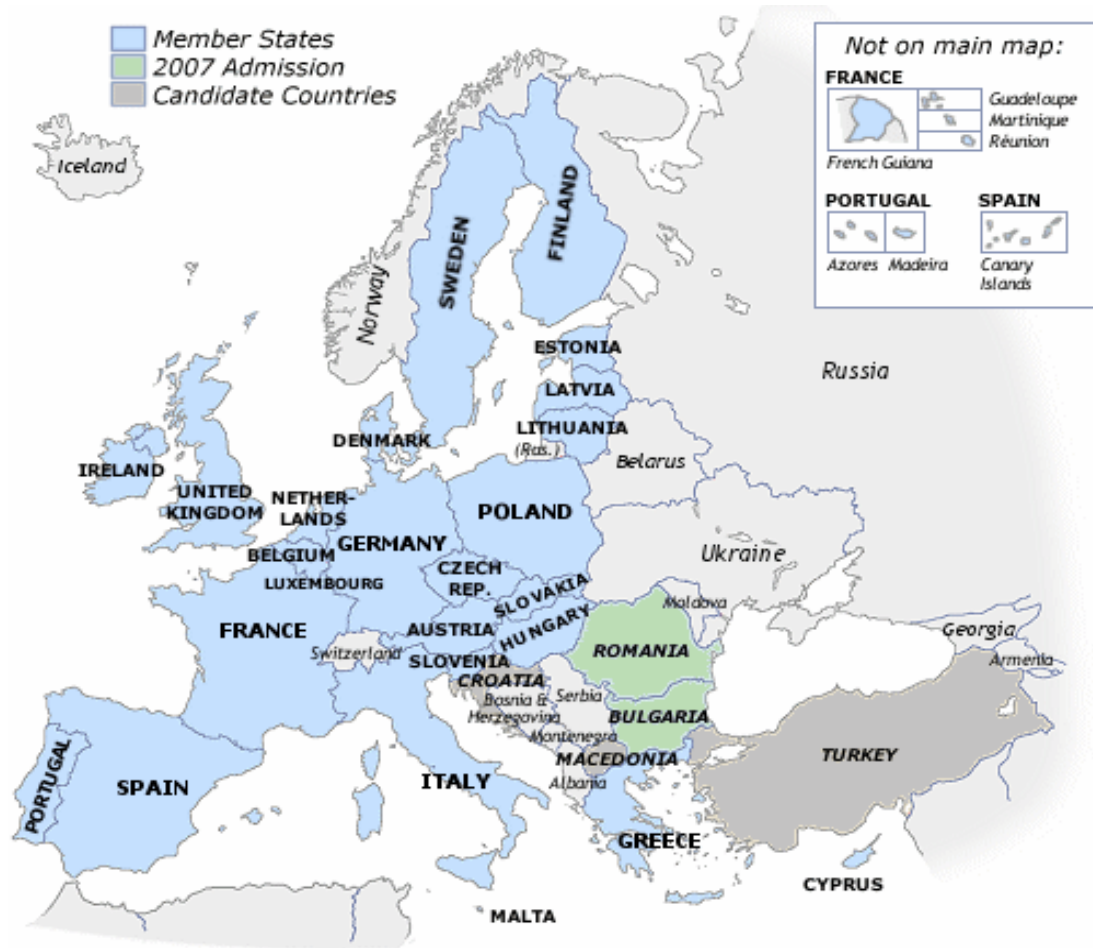 Member States
2007 Admission
Candidate Countries
Not on main map:
FRANCE
Guadeloupe
Martinique
Réunion
French Guiana
PORTUGAL
SPAIN
Azores
Madeira
Canary
Islands
Iceland
Norway
SWEDEN
FINLAND
Russia
ESTONIA
LATVIA
LITHUANIA
(Rus.)
DENMARK
Belarus
IRELAND
UNITED
KINGDOM
NETHER-
LANDS
POLAND
BELGIUM
GERMANY
Ukraine
LUXEMBOURG
CZECH
REP.
SLOVAKIA
Moldova
FRANCE
AUSTRIA
HUNGARY
Switzerland
SLOVENIA
ROMANIA
Georgia
Armenia
CROATIA
Bosnia &
Herzegovina
Serbia
BULGARIA
Montenegro
MACEDONIA
Albania
TURKEY
PORTUGAL
SPAIN
ITALY
GREECE
CYPRUS
MALTA